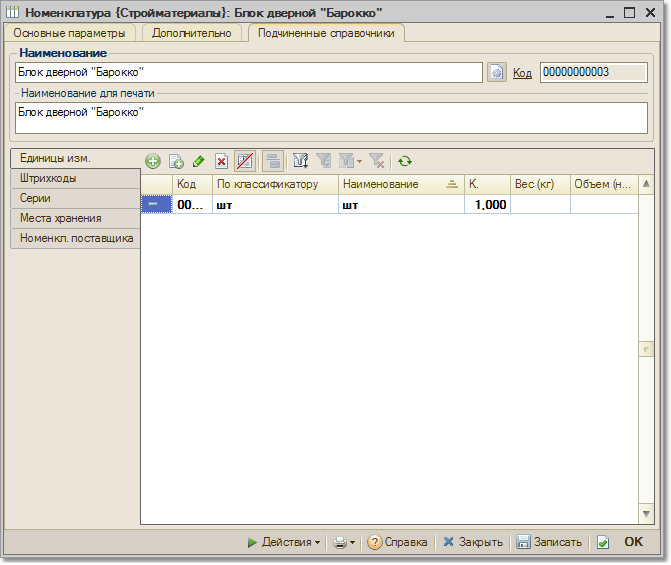 Номенклатура {Стройматериалы}: Блок дверной "Барокко"
Основные параметры Дополнительно Подчиненные справочники
Наименование
Блок дверной "Барокко" Код 00000000003
Наименование для печати
Блок дверной "Барокко"
Единицы изм.
Штрихкоды
Серии
Места хранения
Номенкл. поставщика
Код По классификатору Наименование К. Вес (кг) Объем (н...
00... шт шт 1,000
Действия Справка Закрыть Записать OK